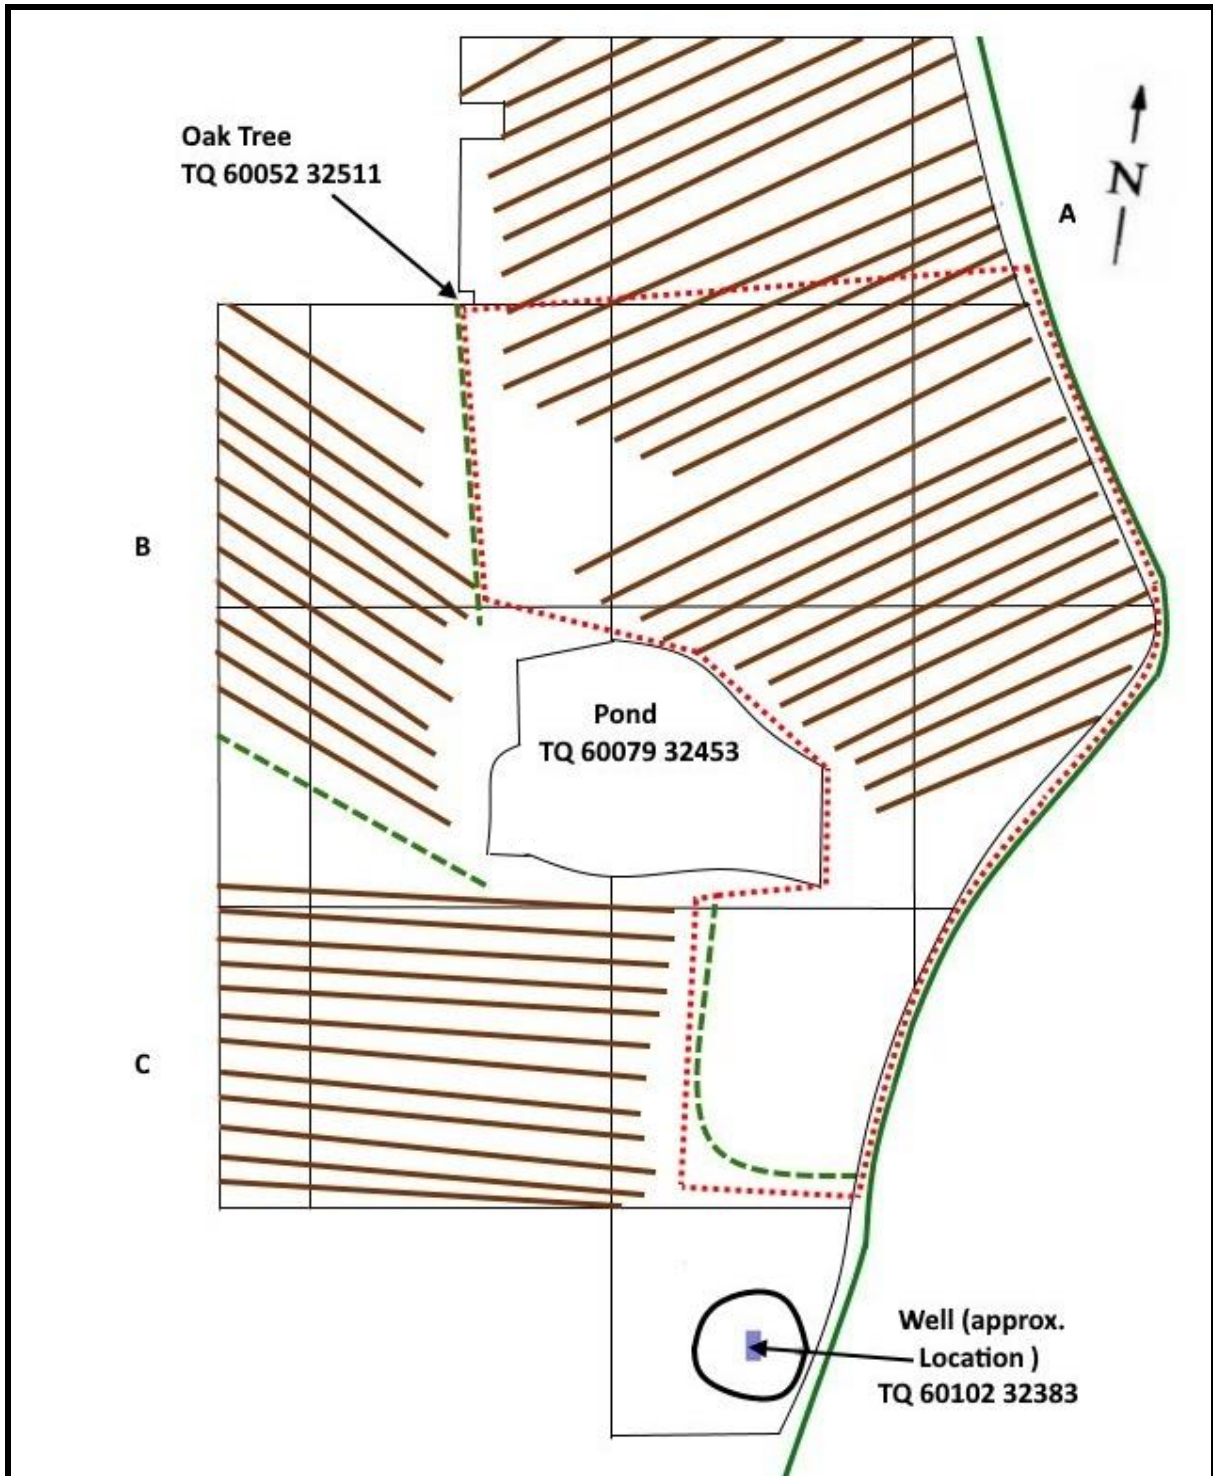 Oak Tree
TQ 60052 32511
N
A
B
Pond
TQ 60079 32453
C
Well (approx.
Location )
TQ 60102 32383